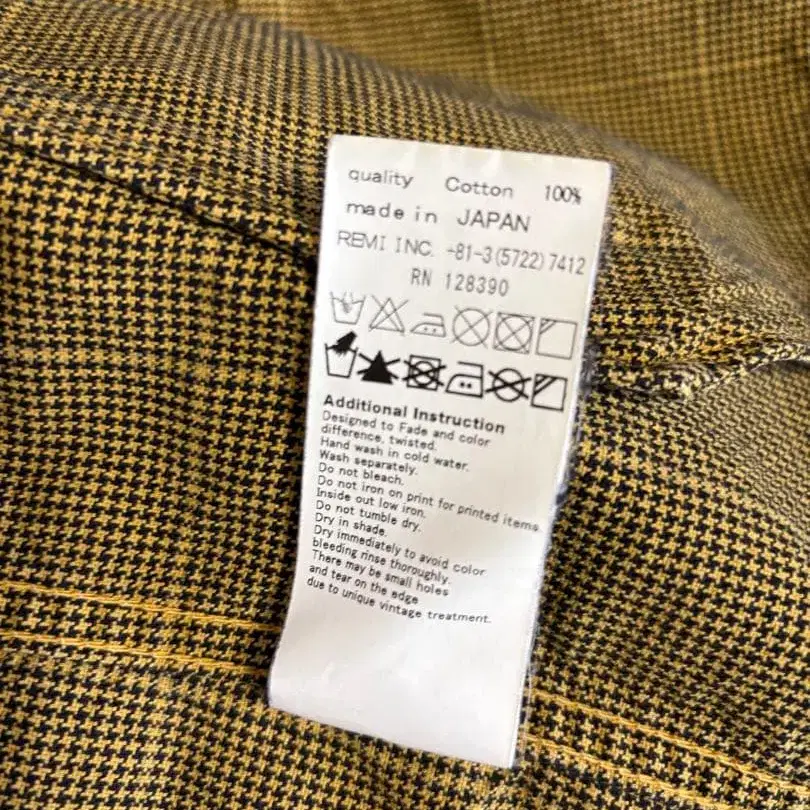 quality Cotton 100%
made in JAPAN
REMI INC. +81-3(5722)7412
RN 128390
Additional Instruction
Designed to Fade and color
difference, twisted.
Hand wash in cold water.
Wash separately.
Do not bleach.
Do not iron on print for printed items.
Inside out low iron.
Do not tumble dry.
Dry in shade.
Dry immediately to avoid color
bleeding rinse thoroughly.
There may be small holes
and tear on the edge
due to unique vintage treatment.